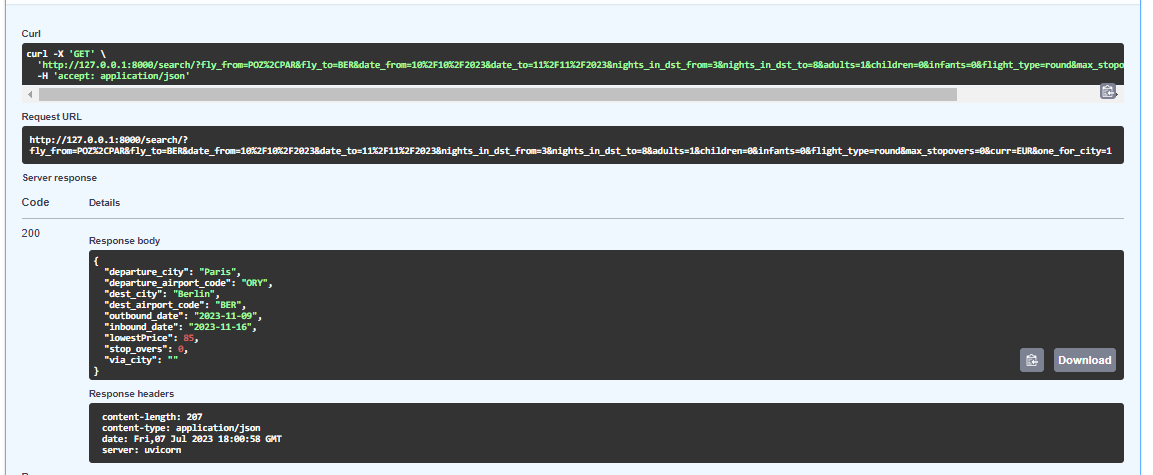 Curl
curl -X 'GET' \
'http://127.0.0.1:8000/search/?fly_from=POZ%2CPAR&fly_to=BER&date_from=10%2F10%2F2023&date_to=11%2F11%2F2023&nights_in_dst_from=3&nights_in_dst_to=8&adults=1&children=0&infants=0&flight_type=round&max_stopo
-H 'accept: application/json'
Request URL
http://127.0.0.1:8000/search/?
fly_from=POZ%2CPAR&fly_to=BER&date_from=10%2F10%2F2023&date_to=11%2F11%2F2023&nights_in_dst_from=3&nights_in_dst_to=8&adults=1&children=0&infants=0&flight_type=round&max_stopovers=0&curr=EUR&one_for_city=1
Server response
Code Details
200
Response body
{
"departure_city": "Paris",
"departure_airport_code": "ORY",
"dest_city": "Berlin",
"dest_airport_code": "BER",
"outbound_date": "2023-11-09",
"inbound_date": "2023-11-16",
"lowestPrice": 85,
"stop_overs": 0,
"via_city": ""
}
Download
Response headers
content-length: 207
content-type: application/json
date: Fri,07 Jul 2023 18:00:58 GMT
server: uvicorn